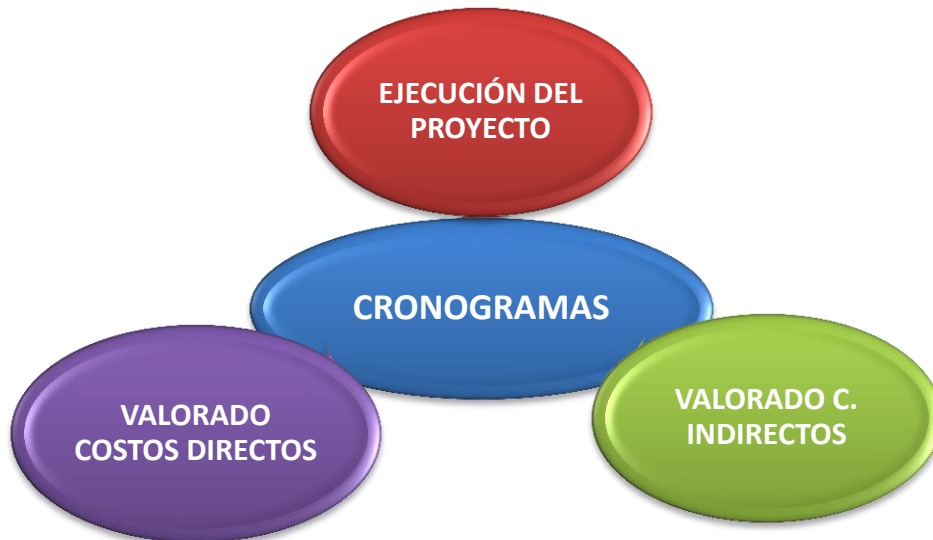 EJECUCIÓN DEL
PROYECTO
CRONOGRAMAS
VALORADO
COSTOS DIRECTOS
VALORADO C.
INDIRECTOS